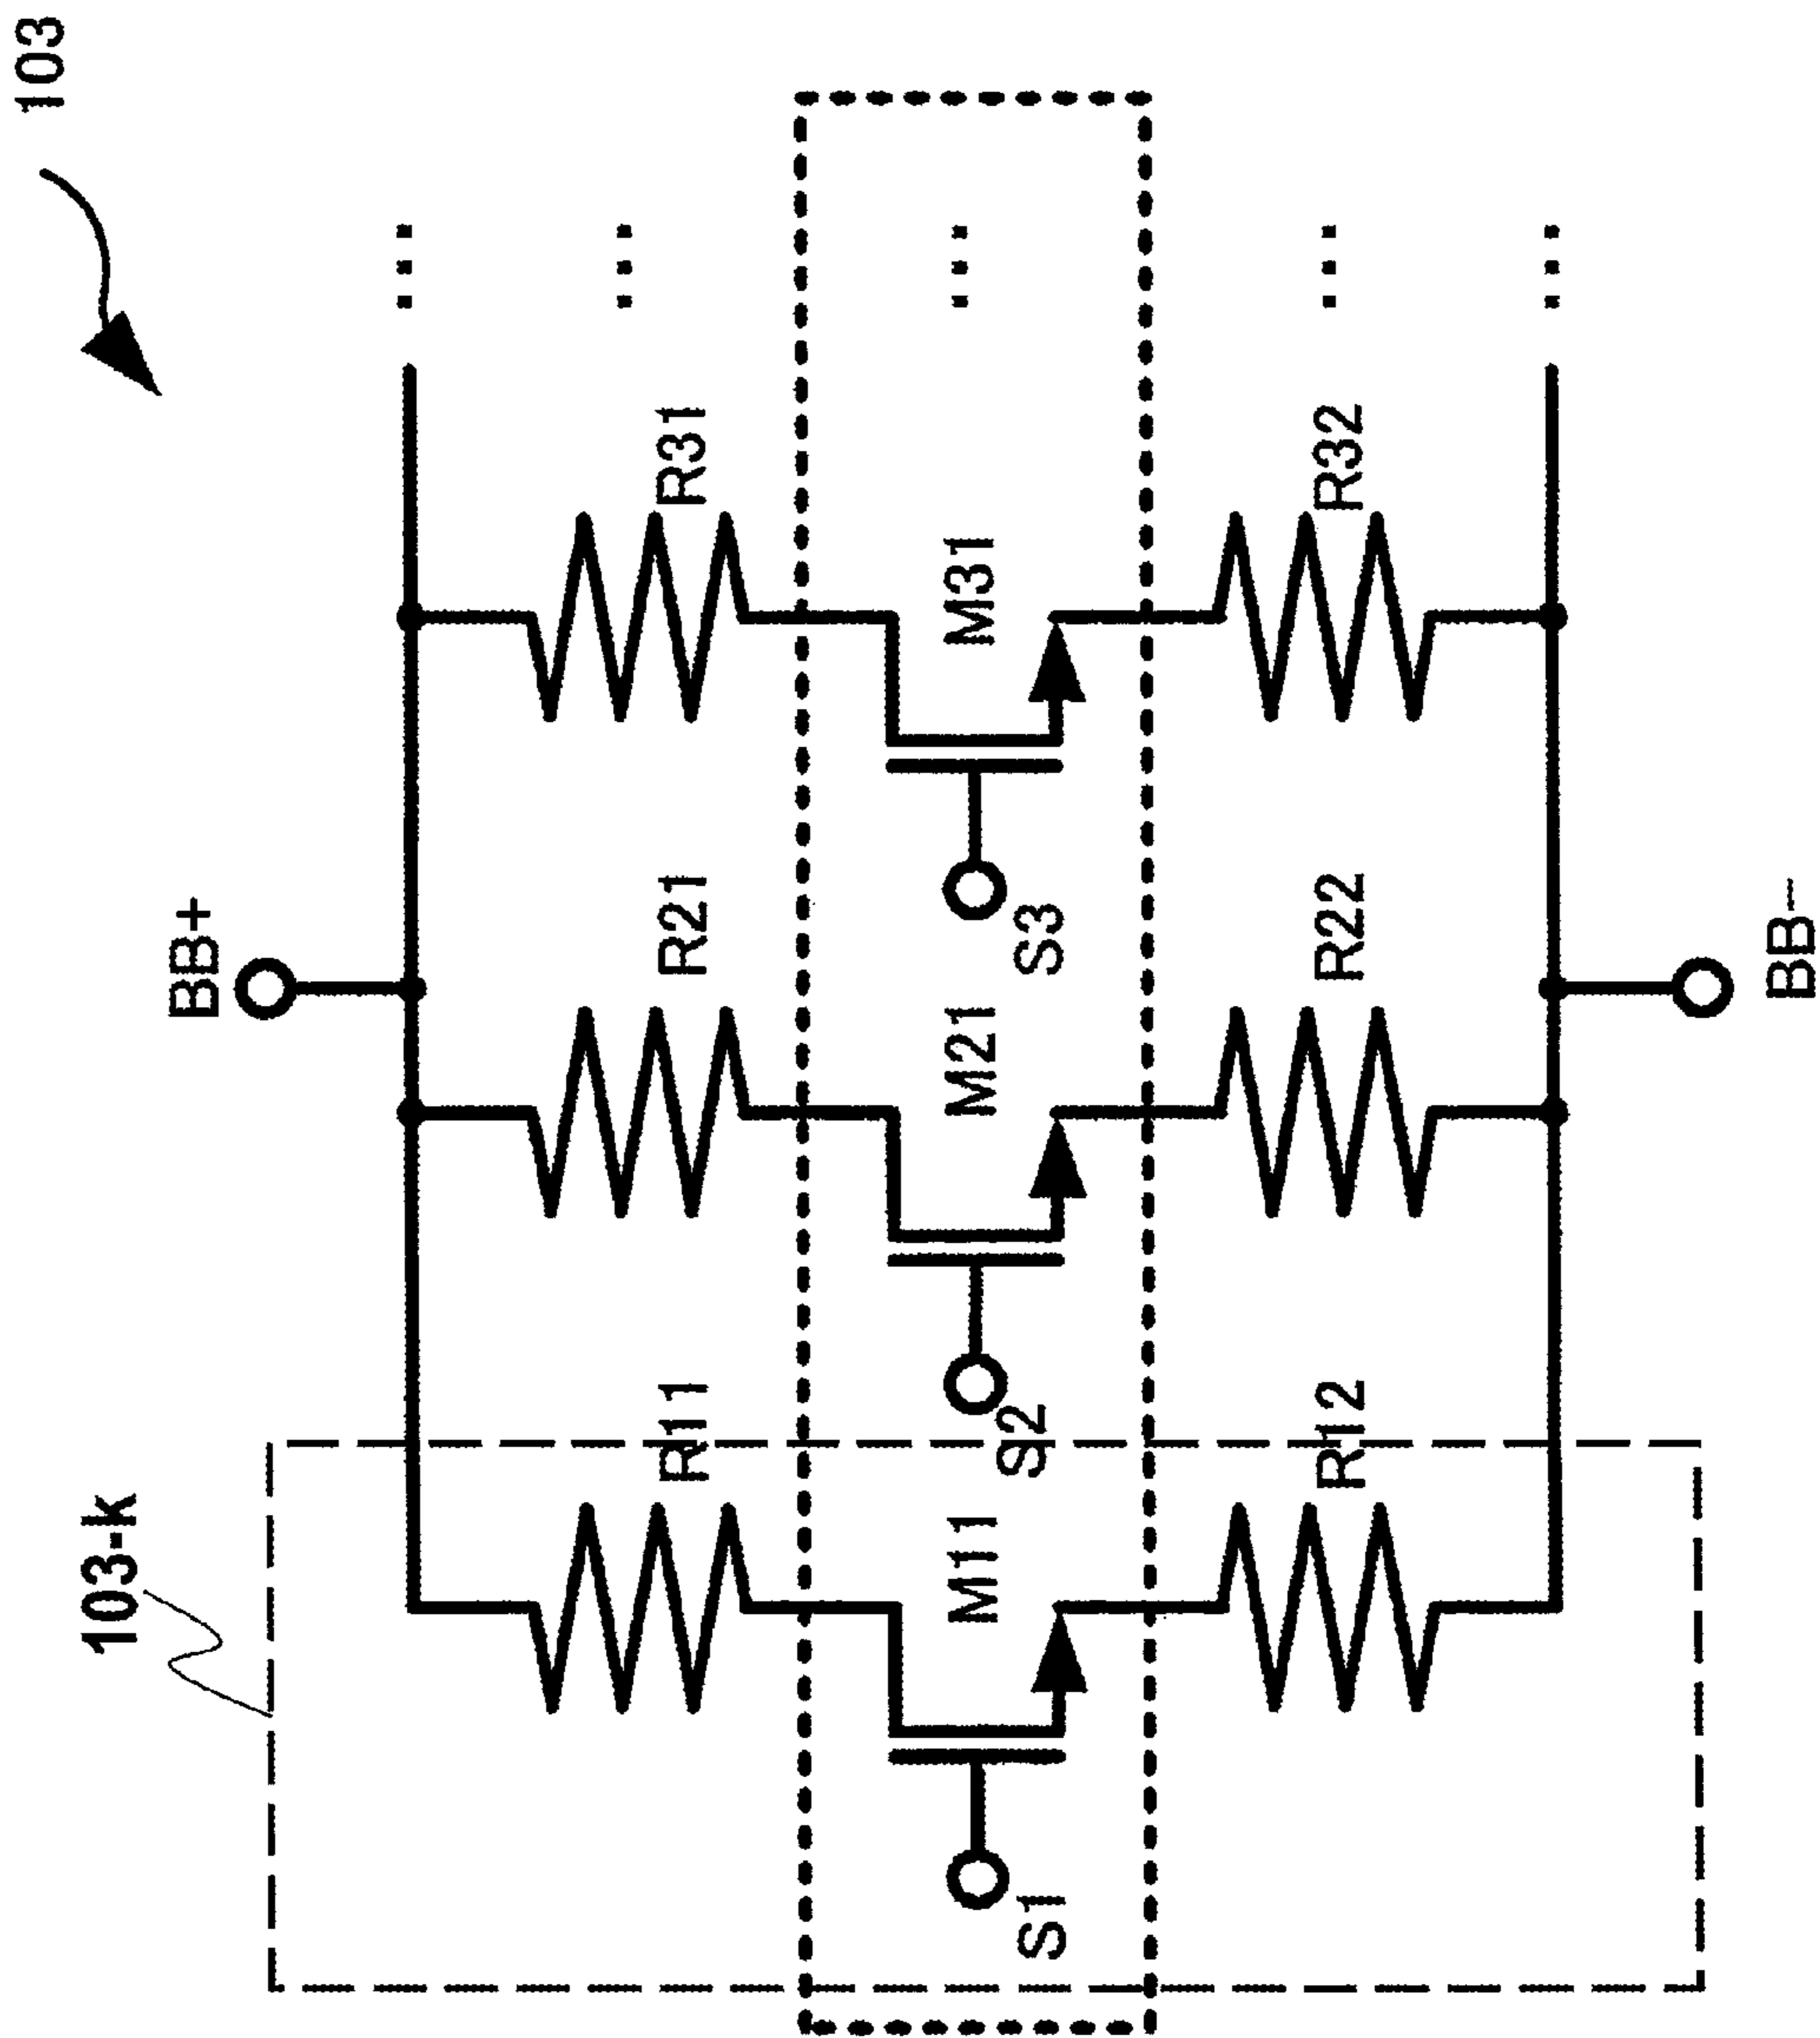 103
103-k
BB+
R11
R21
R31
M11
M21
M31
S1
S2
S3
R12
R22
R32
BB-